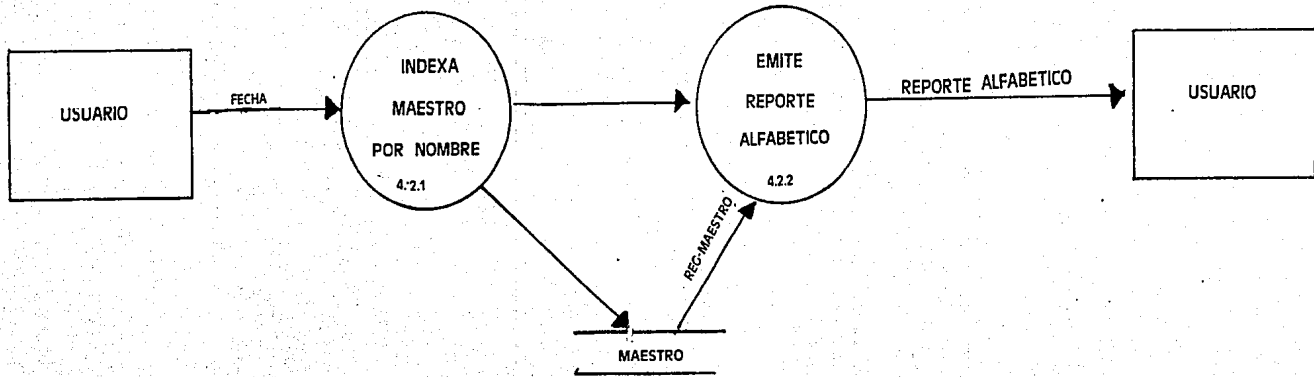 USUARIO
FECHA
INDEXA
MAESTRO
POR NOMBRE
4.2.1
EMITE
REPORTE
ALFABETICO
4.2.2
REPORTE ALFABETICO
USUARIO
REG-MAESTRO
MAESTRO